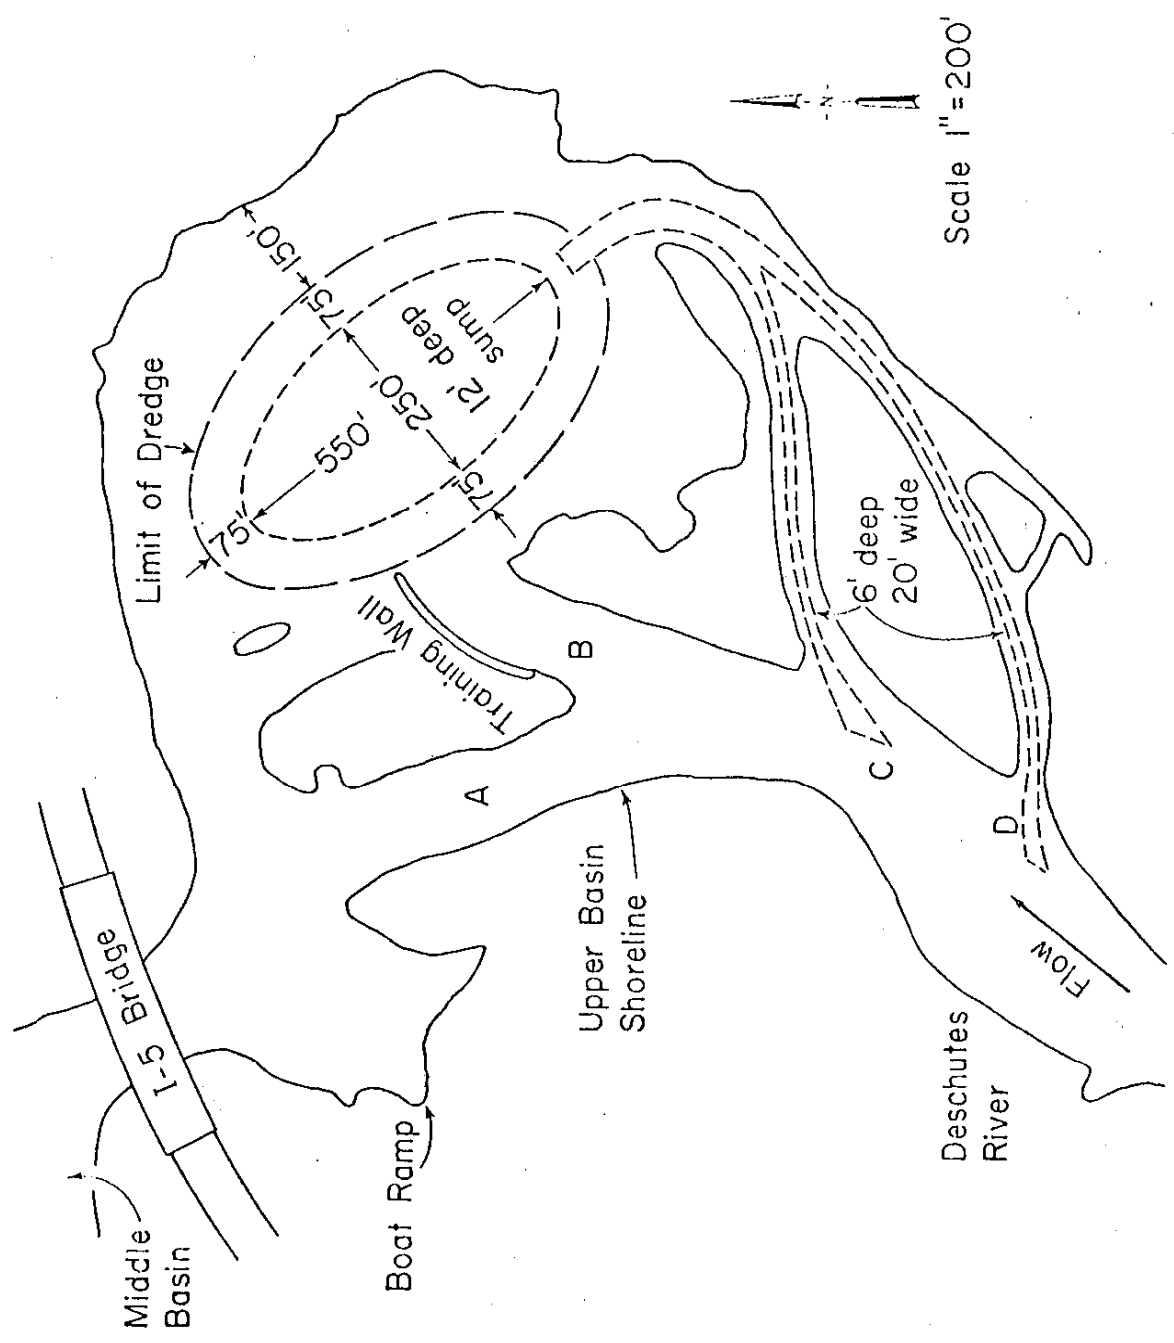 Middle
Basin
I-5 Bridge
Boat Ramp
Limit of Dredge
75'
550'
75'
150'
250'
75'
12' deep
sump
Training Wall
A
B
C
D
Upper Basin
Shoreline
6' deep
20' wide
Deschutes
River
Flow
-N-
Scale 1"=200'